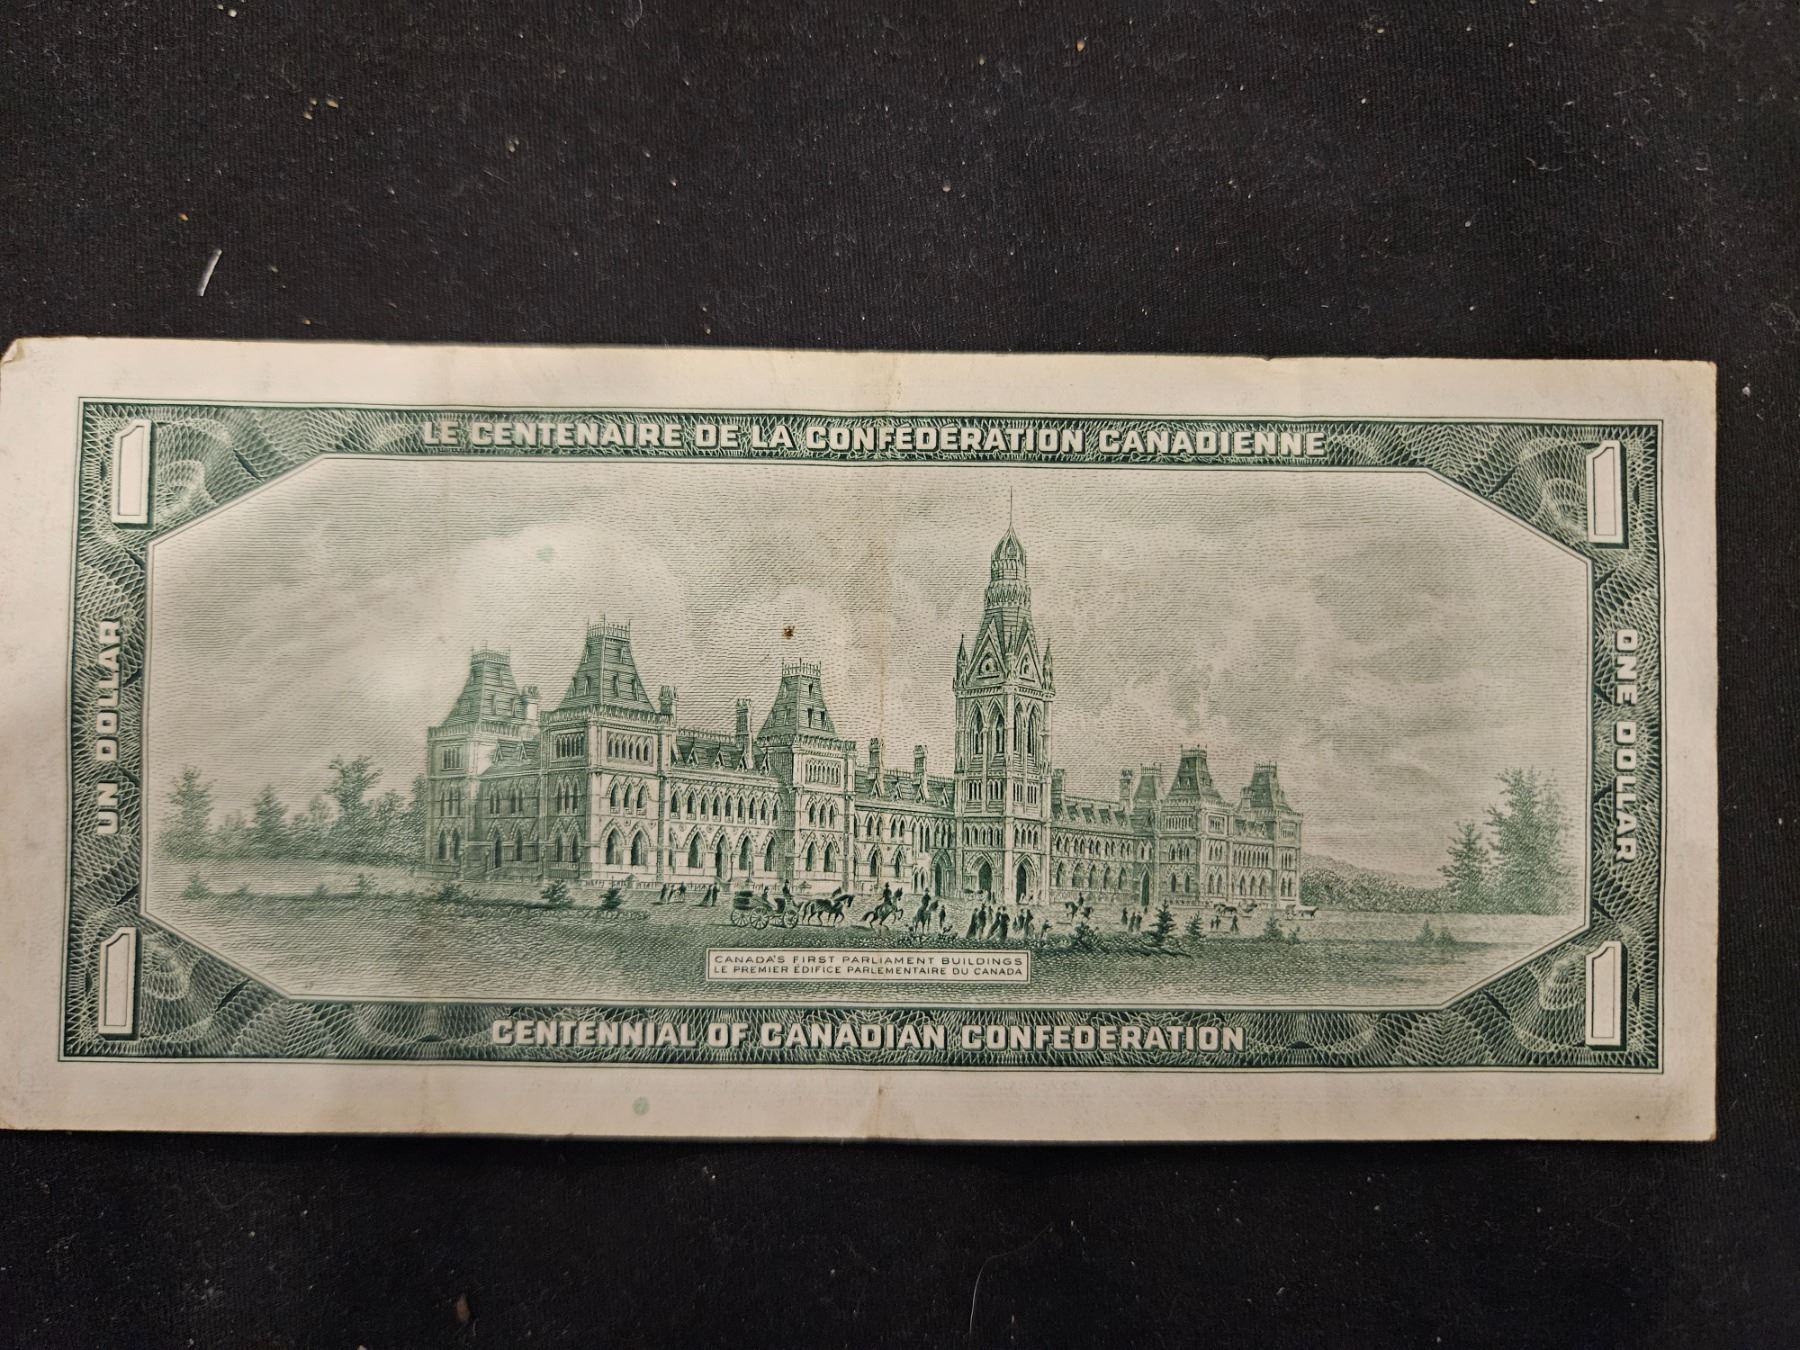 1 LE CENTENAIRE DE LA CONFEDERATION CANADIENNE 1
UN DOLLAR
ONE DOLLAR
CANADA'S FIRST PARLIAMENT BUILDINGS
LE PREMIER ÉDIFICE PARLEMENTAIRE DU CANADA
1 CENTENNIAL OF CANADIAN CONFEDERATION 1